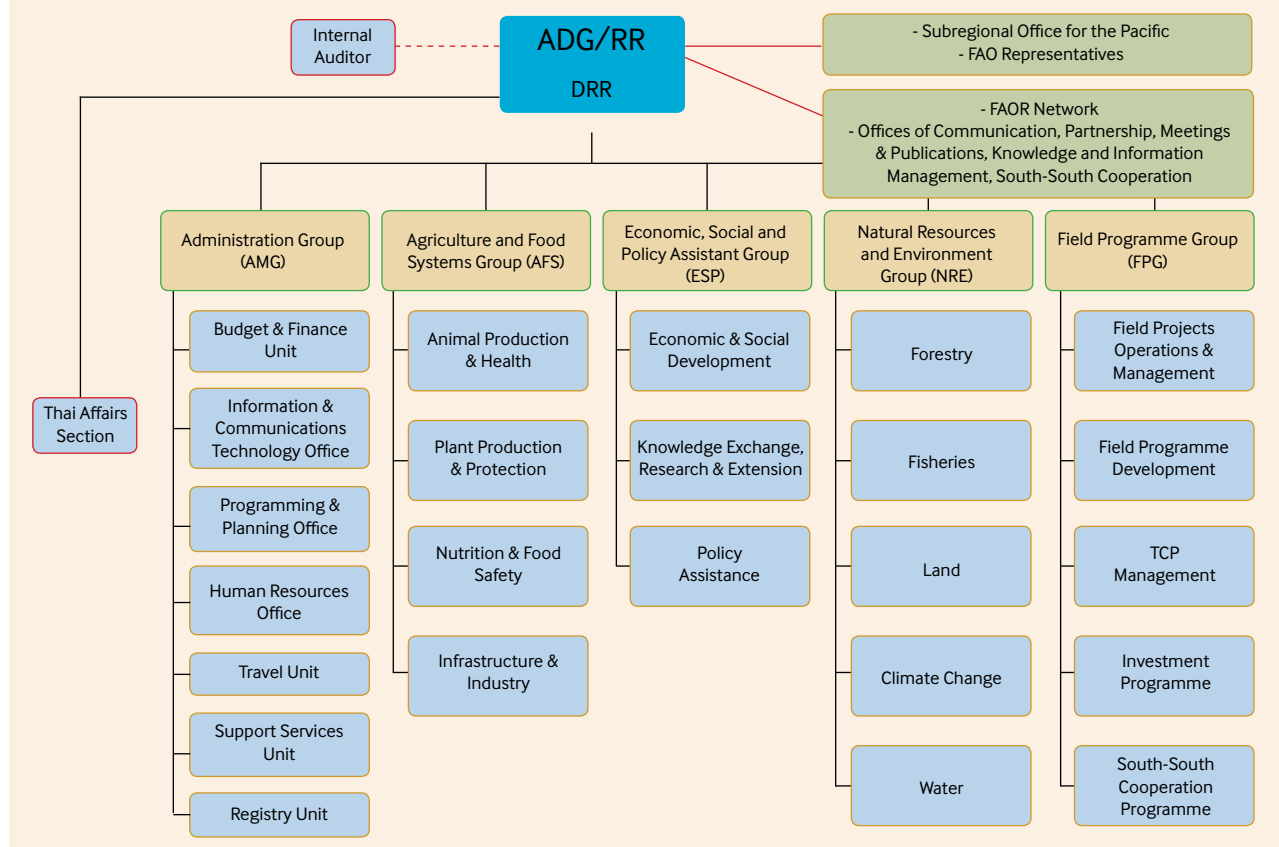 Internal
Auditor
ADG/RR
DRR
- Subregional Office for the Pacific
- FAO Representatives
- FAOR Network
- Offices of Communication, Partnership, Meetings
& Publications, Knowledge and Information
Management, South-South Cooperation
Thai Affairs
Section
Administration Group
(AMG)
Budget & Finance
Unit
Information &
Communications
Technology Office
Programming &
Planning Office
Human Resources
Office
Travel Unit
Support Services
Unit
Registry Unit
Agriculture and Food
Systems Group (AFS)
Animal Production
& Health
Plant Production
& Protection
Nutrition & Food
Safety
Infrastructure &
Industry
Economic, Social and
Policy Assistant Group
(ESP)
Economic & Social
Development
Knowledge Exchange,
Research & Extension
Policy
Assistance
Natural Resources
and Environment
Group (NRE)
Forestry
Fisheries
Land
Climate Change
Water
Field Programme Group
(FPG)
Field Projects
Operations &
Management
Field Programme
Development
TCP
Management
Investment
Programme
South-South
Cooperation
Programme